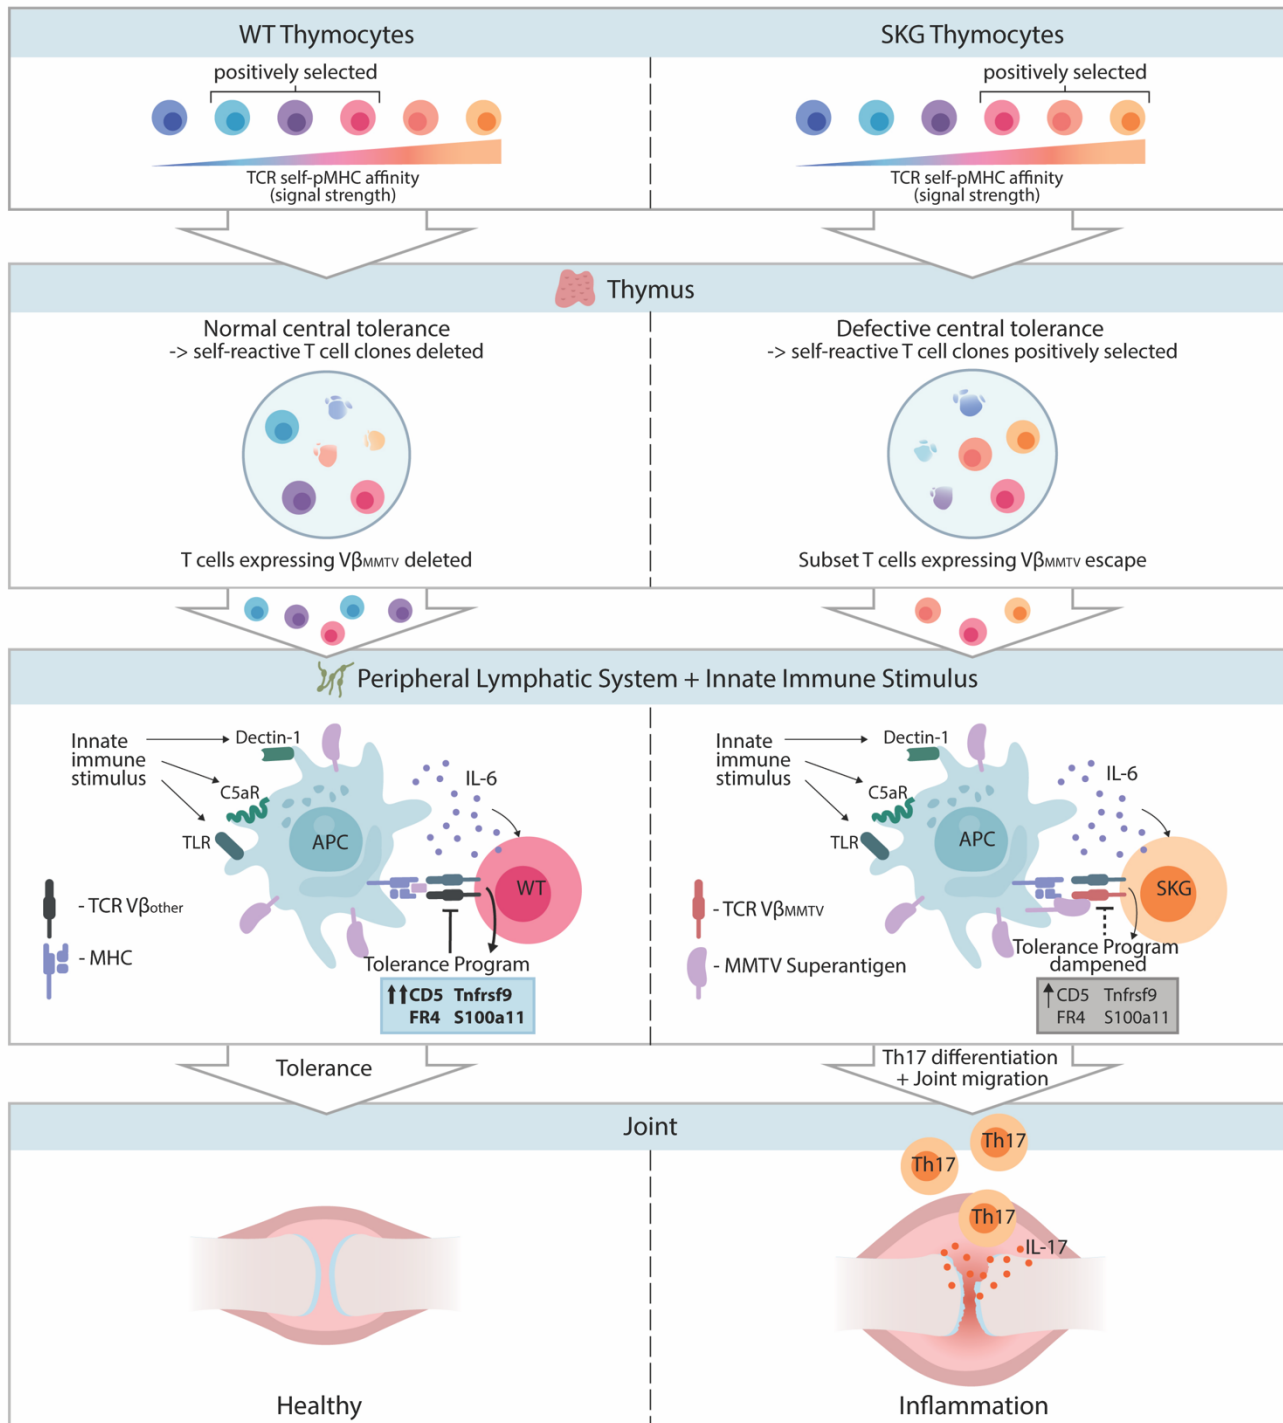 WT Thymocytes
SKG Thymocytes
positively selected
positively selected
TCR self-pMHC affinity
(signal strength)
TCR self-pMHC affinity
(signal strength)
Thymus
Normal central tolerance
-> self-reactive T cell clones deleted
Defective central tolerance
-> self-reactive T cell clones positively selected
T cells expressing VβMMTV deleted
Subset T cells expressing VβMMTV escape
Peripheral Lymphatic System + Innate Immune Stimulus
Innate
immune
stimulus
Dectin-1
C5aR
TLR
IL-6
APC
WT
- TCR Vβother
- MHC
Tolerance Program
CD5 Tnfrsf9
FR4 S100a11
Innate
immune
stimulus
Dectin-1
C5aR
TLR
IL-6
APC
SKG
- TCR VβMMTV
- MMTV Superantigen
Tolerance Program
dampened
CD5 Tnfrsf9
FR4 S100a11
Tolerance
Th17 differentiation
+ Joint migration
Joint
Th17
Th17
Th17
IL-17
Healthy
Inflammation